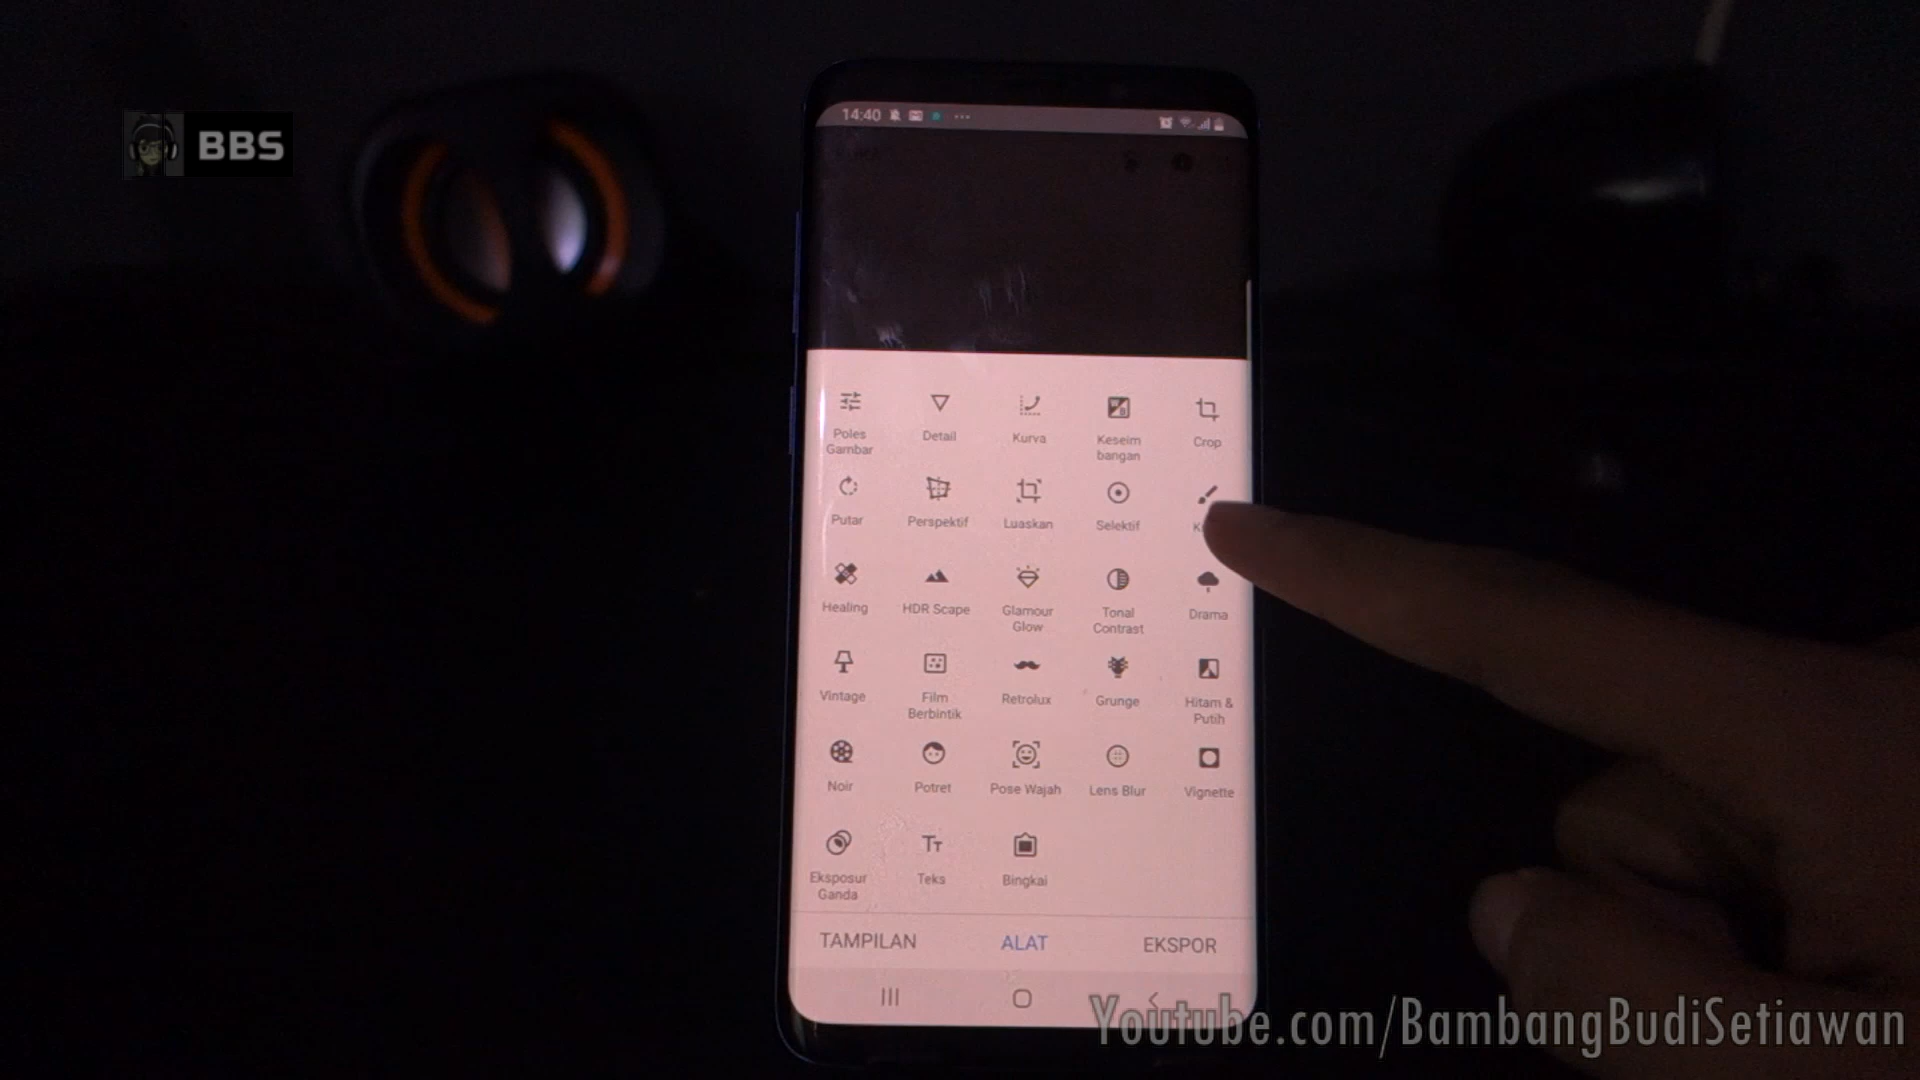 BBS
14:40
Poles
Gambar
Detail
Kurva
Keseim
bangan
Crop
Putar
Perspektif
Luaskan
Selektif
Healing
HDR Scape
Glamour
Glow
Tonal
Contrast
Drama
Vintage
Film
Berbintik
Retrolux
Grunge
Hitam &
Putih
Noir
Potret
Pose Wajah
Lens Blur
Vignette
Eksposur
Ganda
Teks
Bingkai
TAMPILAN
ALAT
EKSPOR
Youtube.com/BambangBudiSetiawan